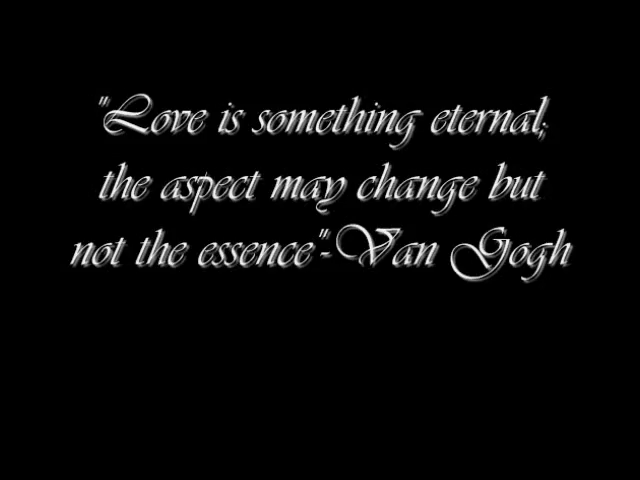 "Love is something eternal;
the aspect may change but
not the essence"-Van Gogh